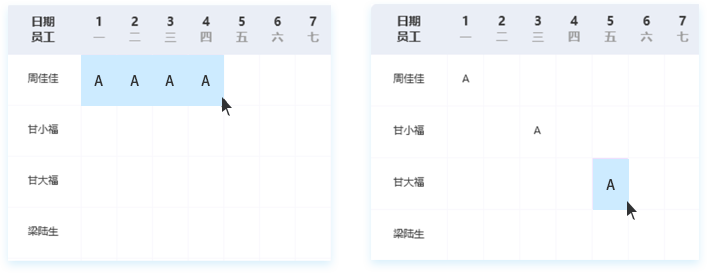 日期 1 2 3 4 5 6 7
员工 一 二 三 四 五 六 七
周佳佳 A A A A
甘小福
甘大福
梁陆生
日期 1 2 3 4 5 6 7
员工 一 二 三 四 五 六 七
周佳佳 A
甘小福 A
甘大福 A
梁陆生